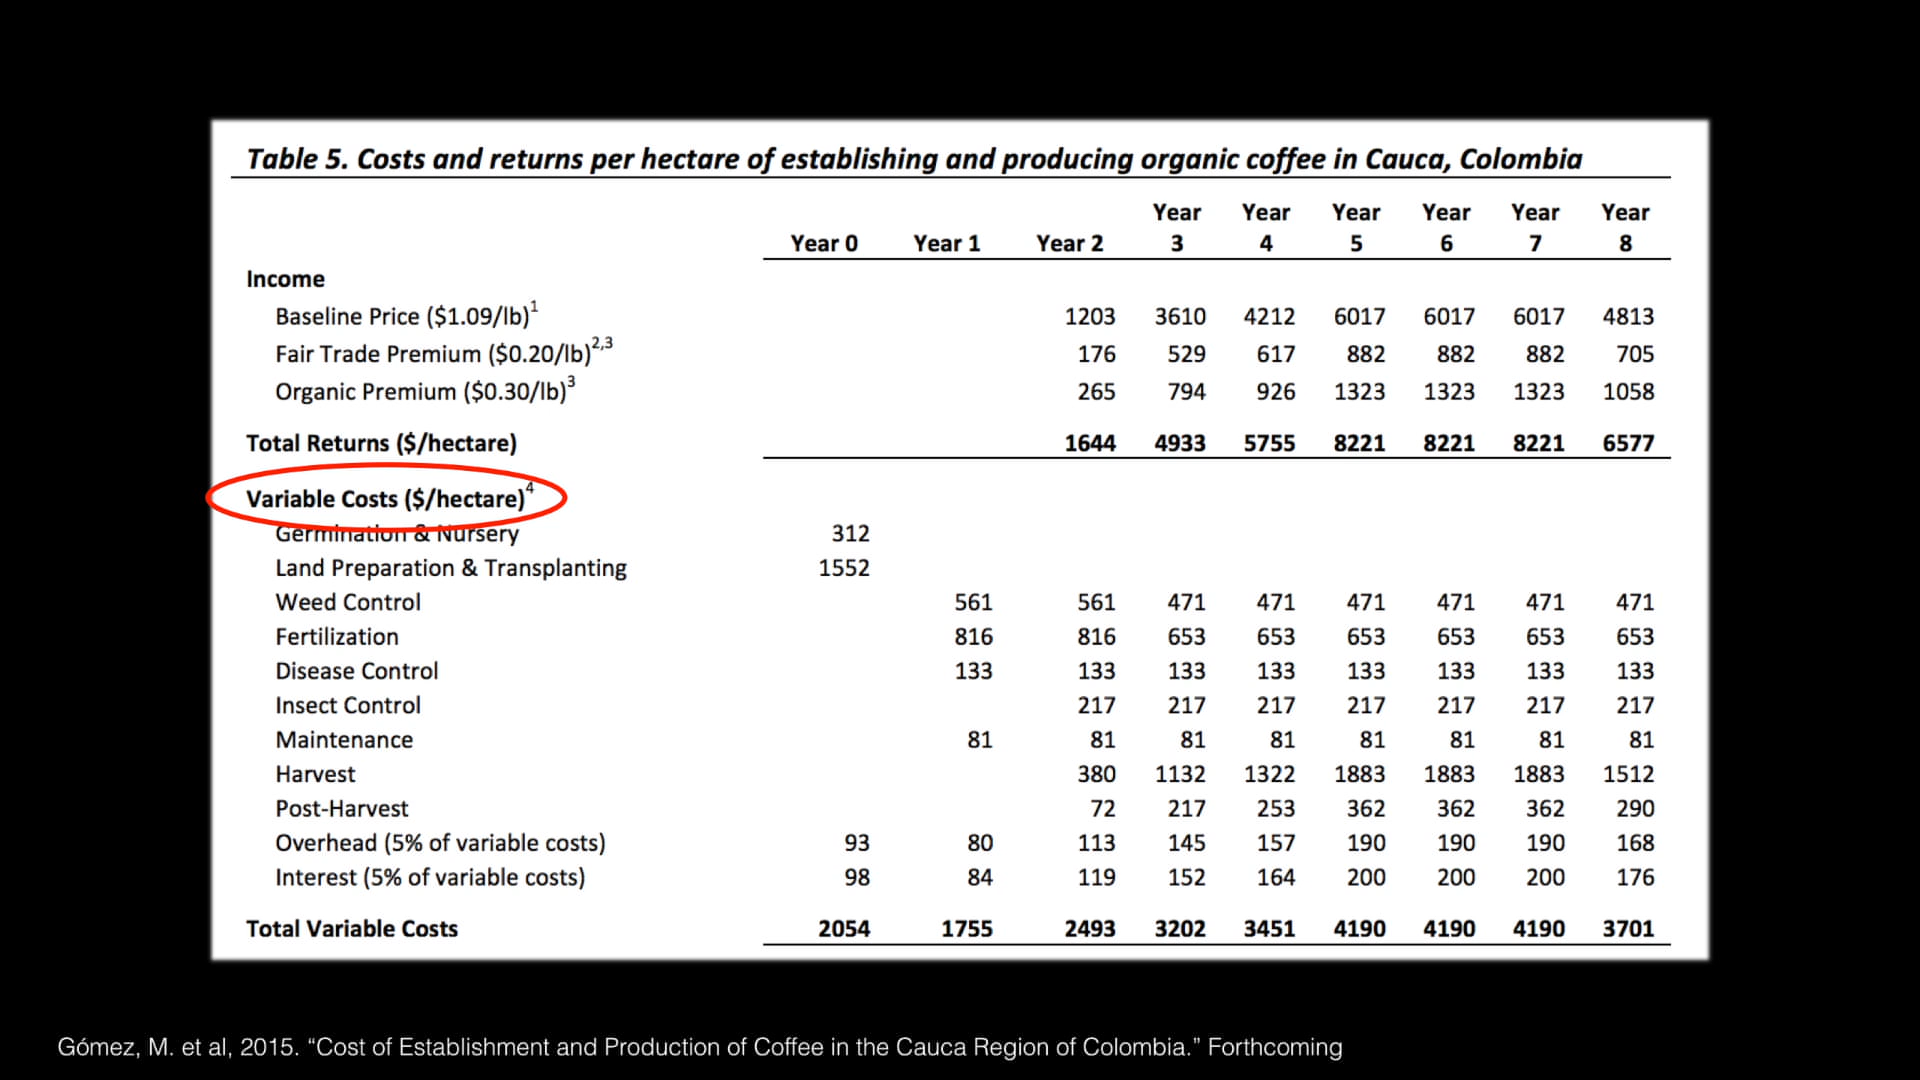 Table 5. Costs and returns per hectare of establishing and producing organic coffee in Cauca, Colombia
Year 0 Year 1 Year 2 Year 3 Year 4 Year 5 Year 6 Year 7 Year 8
Income
Baseline Price ($1.09/lb)1 1203 3610 4212 6017 6017 6017 4813
Fair Trade Premium ($0.20/lb)2,3 176 529 617 882 882 882 705
Organic Premium ($0.30/lb)3 265 794 926 1323 1323 1323 1058
Total Returns ($/hectare) 1644 4933 5755 8221 8221 8221 6577
Variable Costs ($/hectare)4
Germination & Nursery 312
Land Preparation & Transplanting 1552
Weed Control 561 561 471 471 471 471 471 471
Fertilization 816 816 653 653 653 653 653 653
Disease Control 133 133 133 133 133 133 133 133
Insect Control 217 217 217 217 217 217 217
Maintenance 81 81 81 81 81 81 81 81
Harvest 380 1132 1322 1883 1883 1883 1512
Post-Harvest 72 217 253 362 362 362 290
Overhead (5% of variable costs) 93 80 113 145 157 190 190 190 168
Interest (5% of variable costs) 98 84 119 152 164 200 200 200 176
Total Variable Costs 2054 1755 2493 3202 3451 4190 4190 4190 3701
Gómez, M. et al, 2015. “Cost of Establishment and Production of Coffee in the Cauca Region of Colombia.” Forthcoming